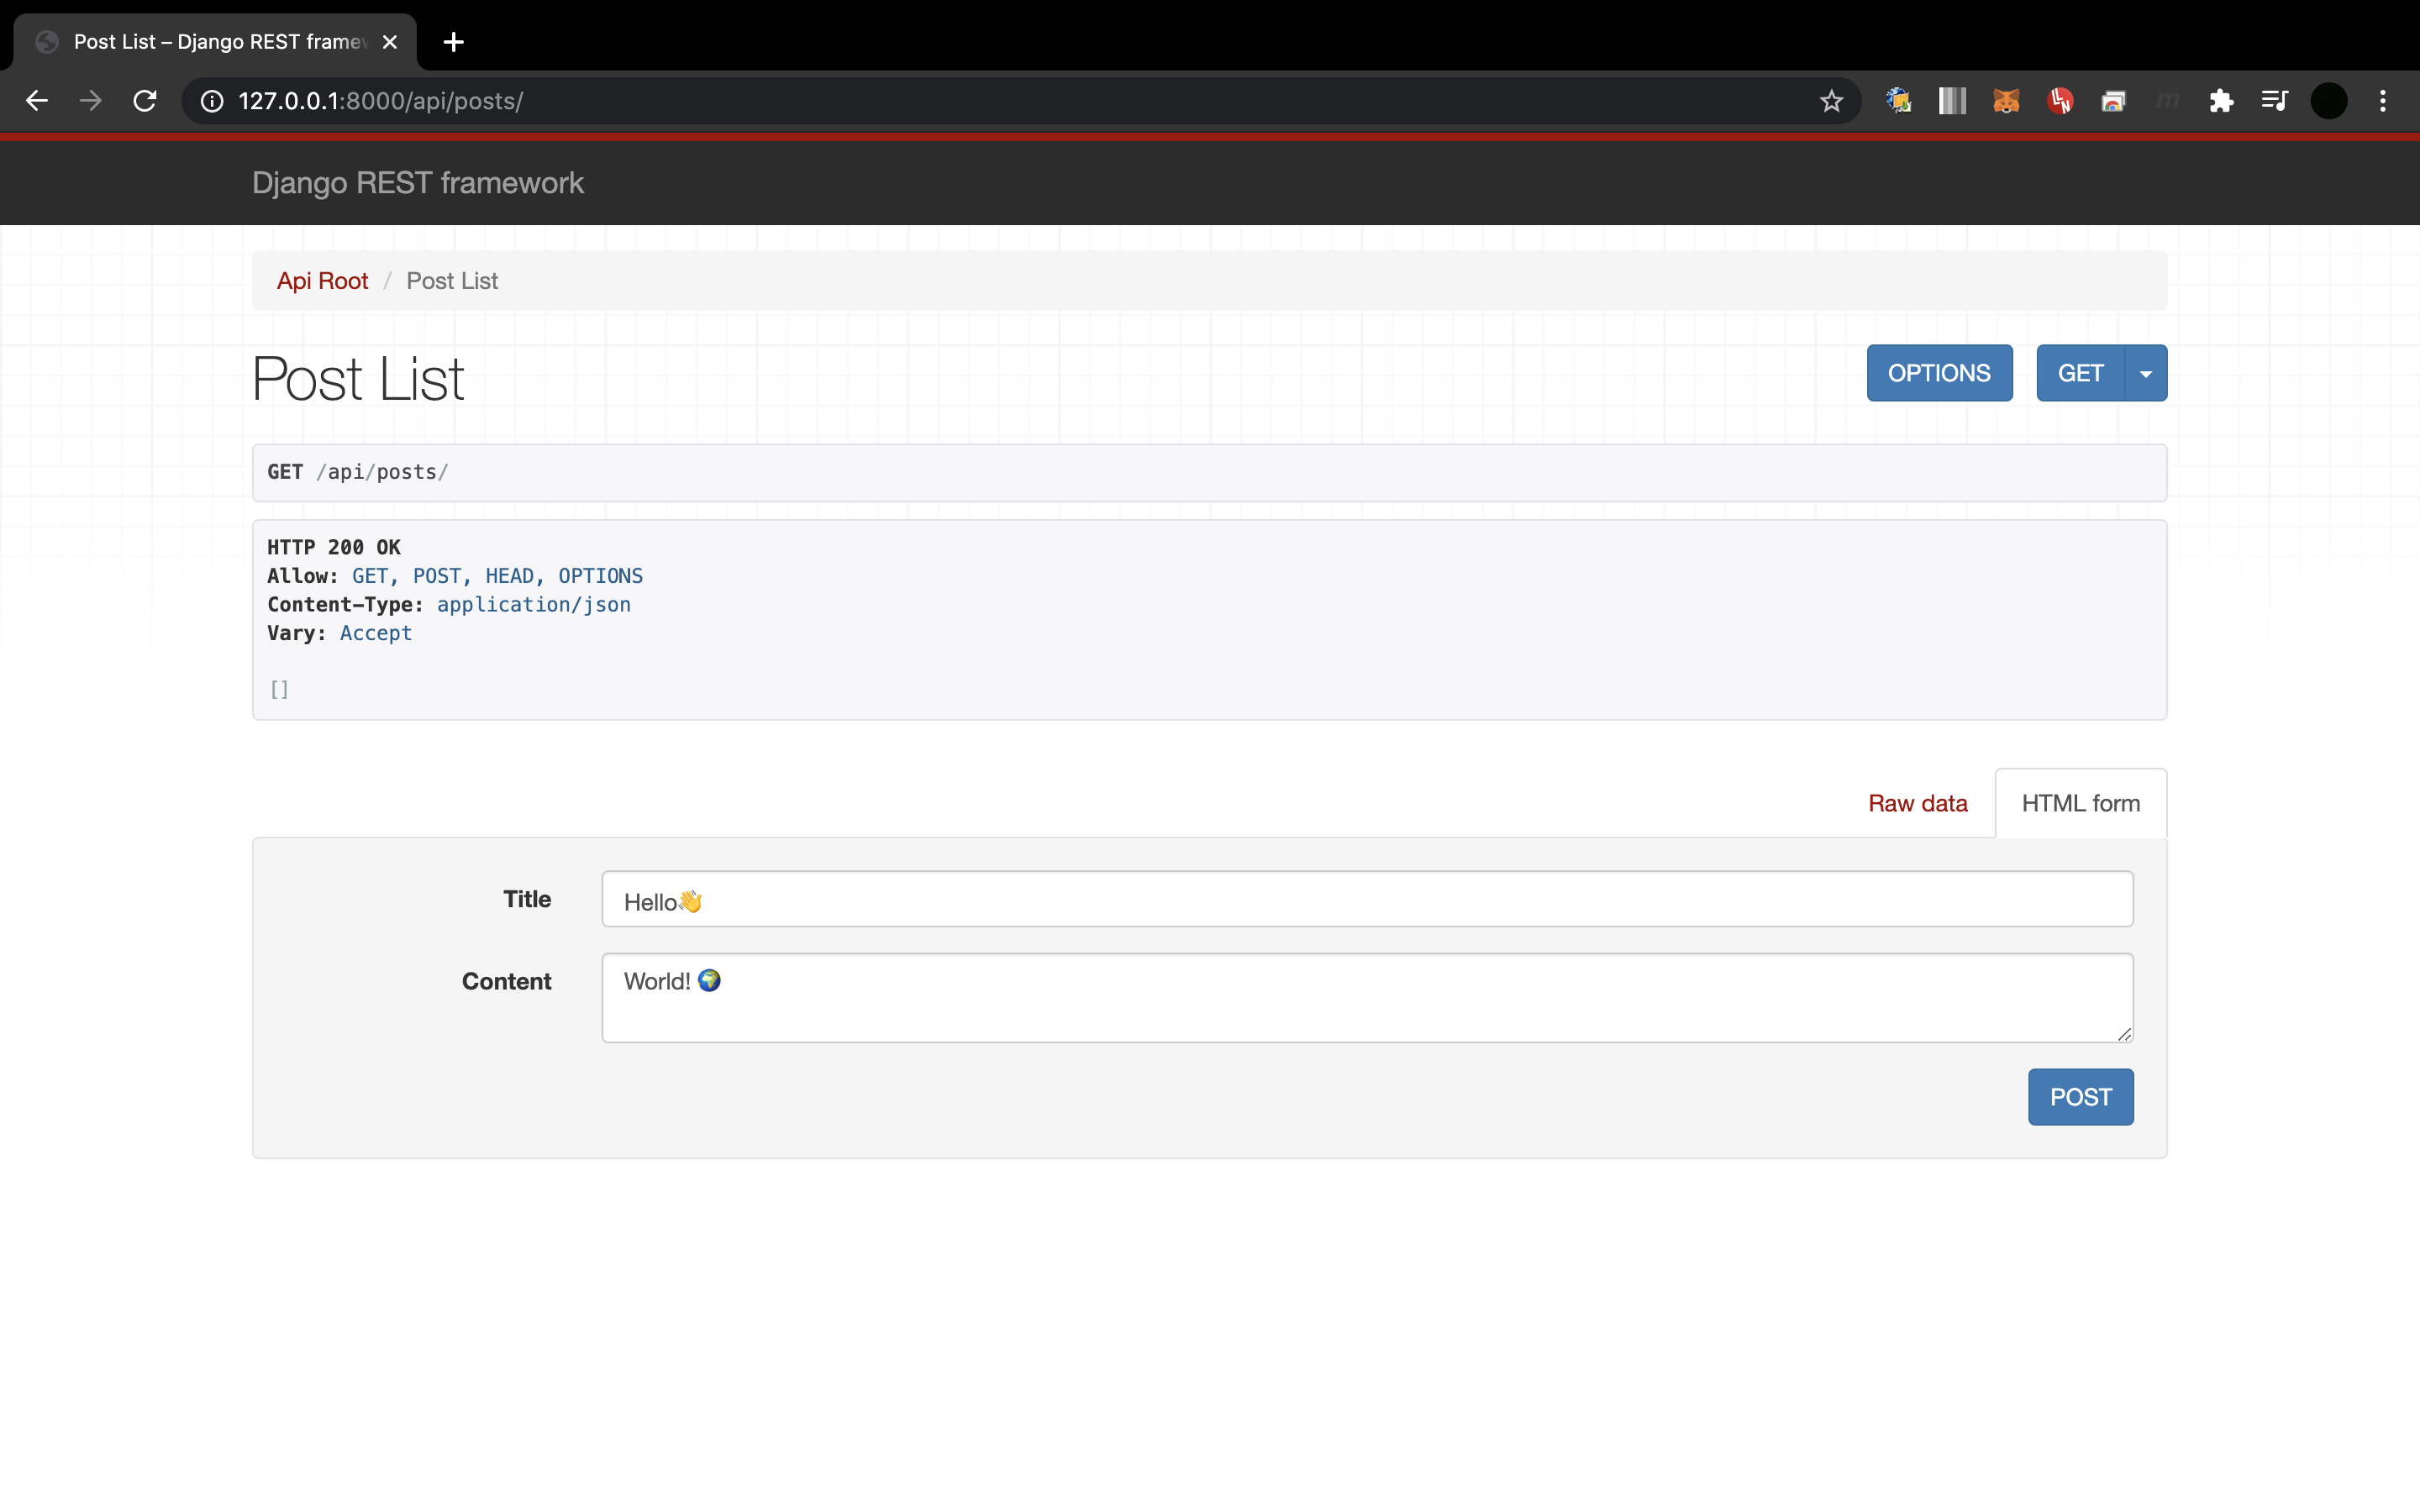 Post List – Django REST framew
127.0.0.1:8000/api/posts/
Django REST framework
Api Root / Post List
Post List
OPTIONS
GET
GET /api/posts/
HTTP 200 OK
Allow: GET, POST, HEAD, OPTIONS
Content-Type: application/json
Vary: Accept
[]
Raw data
HTML form
Title
Hello👋
Content
World! 🌍
POST